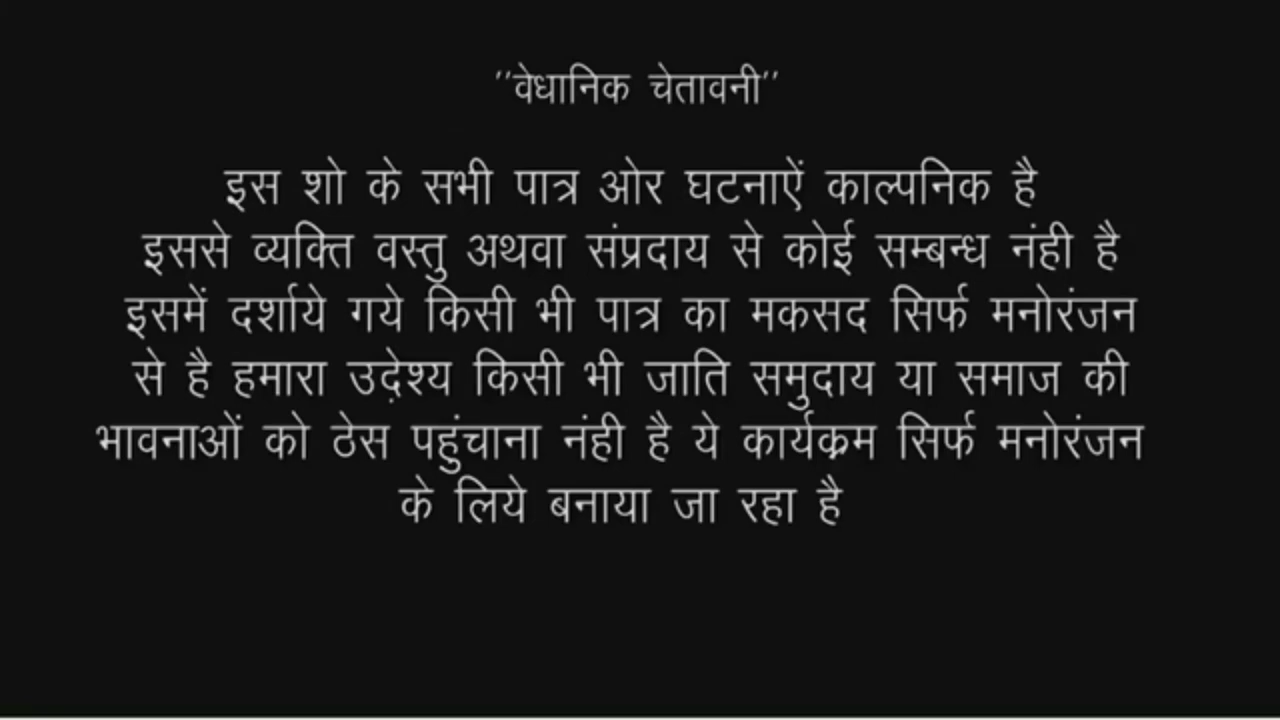 ''वेधानिक चेतावनी''
इस शो के सभी पात्र ओर घटनाऐं काल्पनिक है
इससे व्यक्ति वस्तु अथवा संप्रदाय से कोई सम्बन्ध नंही है
इसमें दर्शाये गये किसी भी पात्र का मकसद सिर्फ मनोरंजन
से है हमारा उदे़श्य किसी भी जाति समुदाय या समाज की
भावनाओं को ठेस पहुंचाना नंही है ये कार्यक्रम सिर्फ मनोरंजन
के लिये बनाया जा रहा है